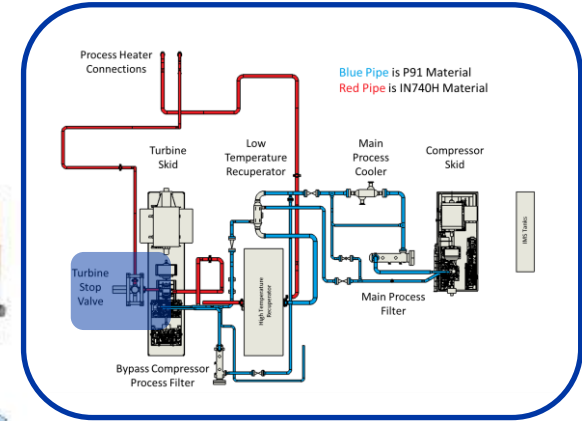 Process Heater
Connections
Blue Pipe is P91 Material
Red Pipe is IN740H Material
Turbine
Skid
Low
Temperature
Recuperator
Main
Process
Cooler
Compressor
Skid
Turbine
Stop
Valve
High Temperature
Recuperator
IMS Tanks
Main Process
Filter
Bypass Compressor
Process Filter